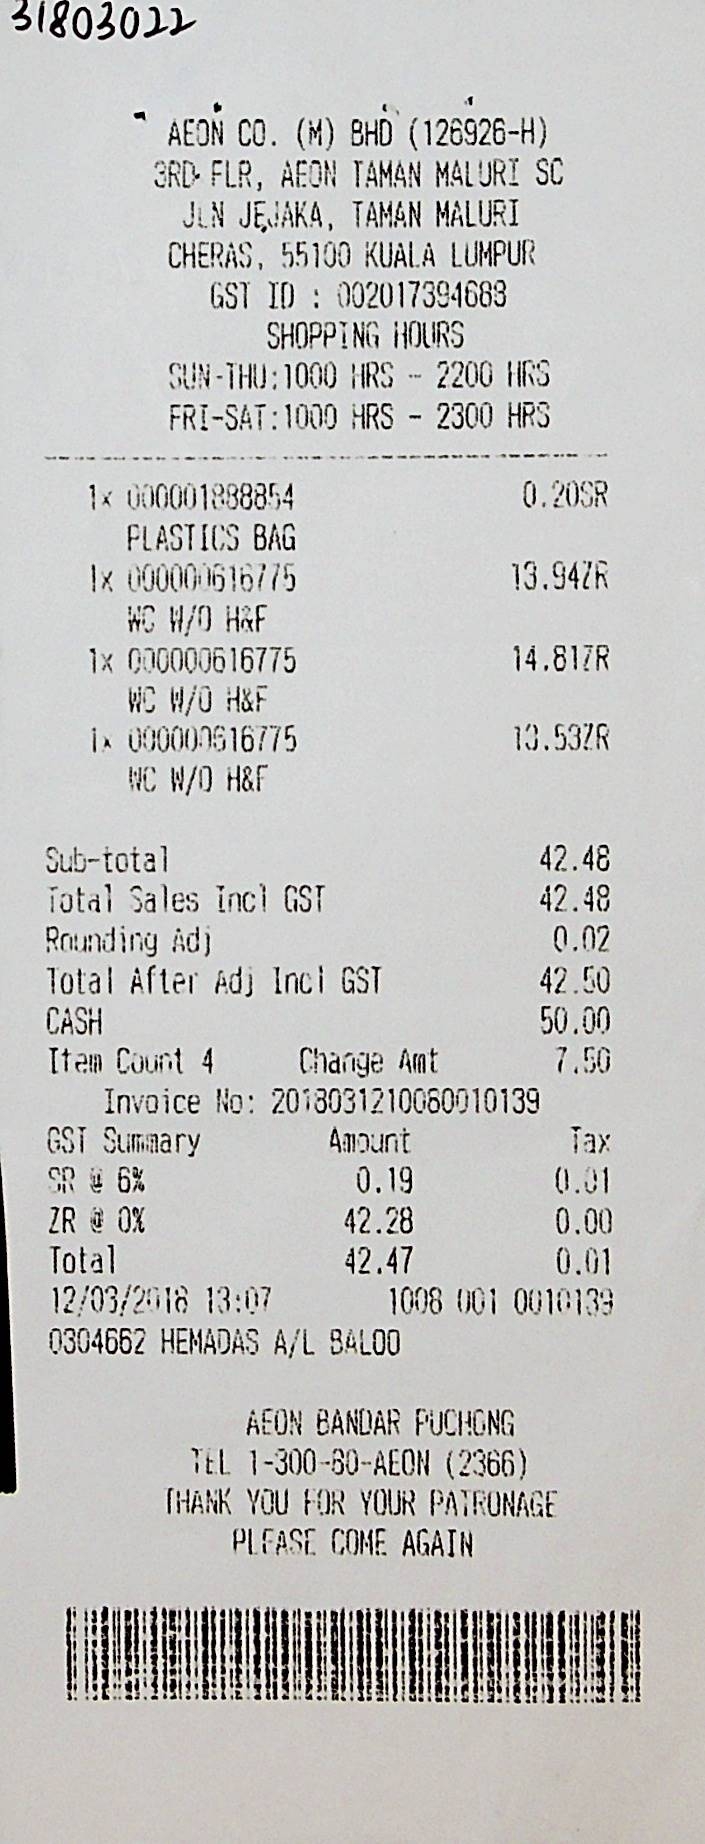 31803022
AEON CO. (M) BHD (126926-H)
3RD FLR, AEON TAMAN MALURI SC
JLN JEJAKA, TAMAN MALURI
CHERAS, 55100 KUALA LUMPUR
GST ID : 002017394688
SHOPPING HOURS
SUN-THU:1000 HRS - 2200 HRS
FRI-SAT:1000 HRS - 2300 HRS
1x 000001888854 0.20SR
PLASTICS BAG
1x 000000616775 13.94ZR
WC W/O H&F
1x 000000616775 14.81ZR
WC W/O H&F
1x 000000616775 13.53ZR
WC W/O H&F
Sub-total 42.48
Total Sales Incl GST 42.48
Rounding Adj 0.02
Total After Adj Incl GST 42.50
CASH 50.00
Item Count 4 Change Amt 7.50
Invoice No: 2018031210080010139
GST Summary Amount Tax
SR @ 6% 0.19 0.01
ZR @ 0% 42.28 0.00
Total 42.47 0.01
12/03/2018 13:07 1008 001 0010139
0304662 HEMADAS A/L BALOO
AEON BANDAR PUCHONG
TEL 1-300-80-AEON (2366)
THANK YOU FOR YOUR PATRONAGE
PLEASE COME AGAIN